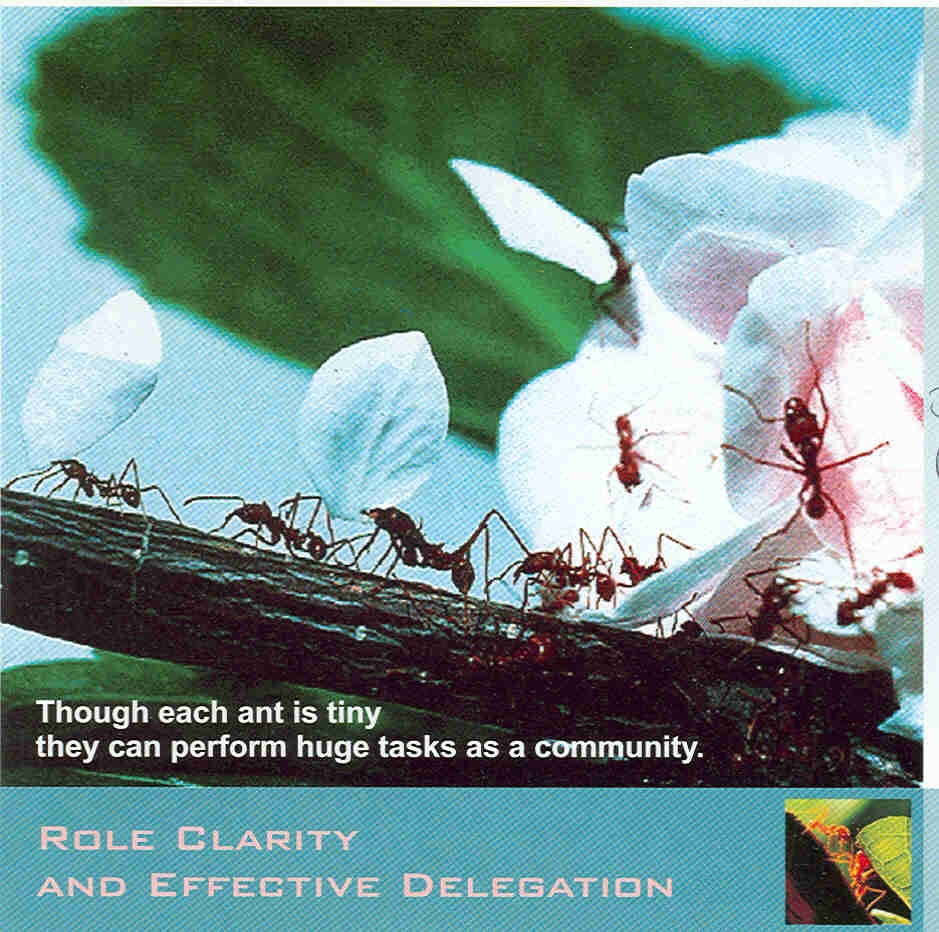 Though each ant is tiny
they can perform huge tasks as a community.
ROLE CLARITY
AND EFFECTIVE DELEGATION